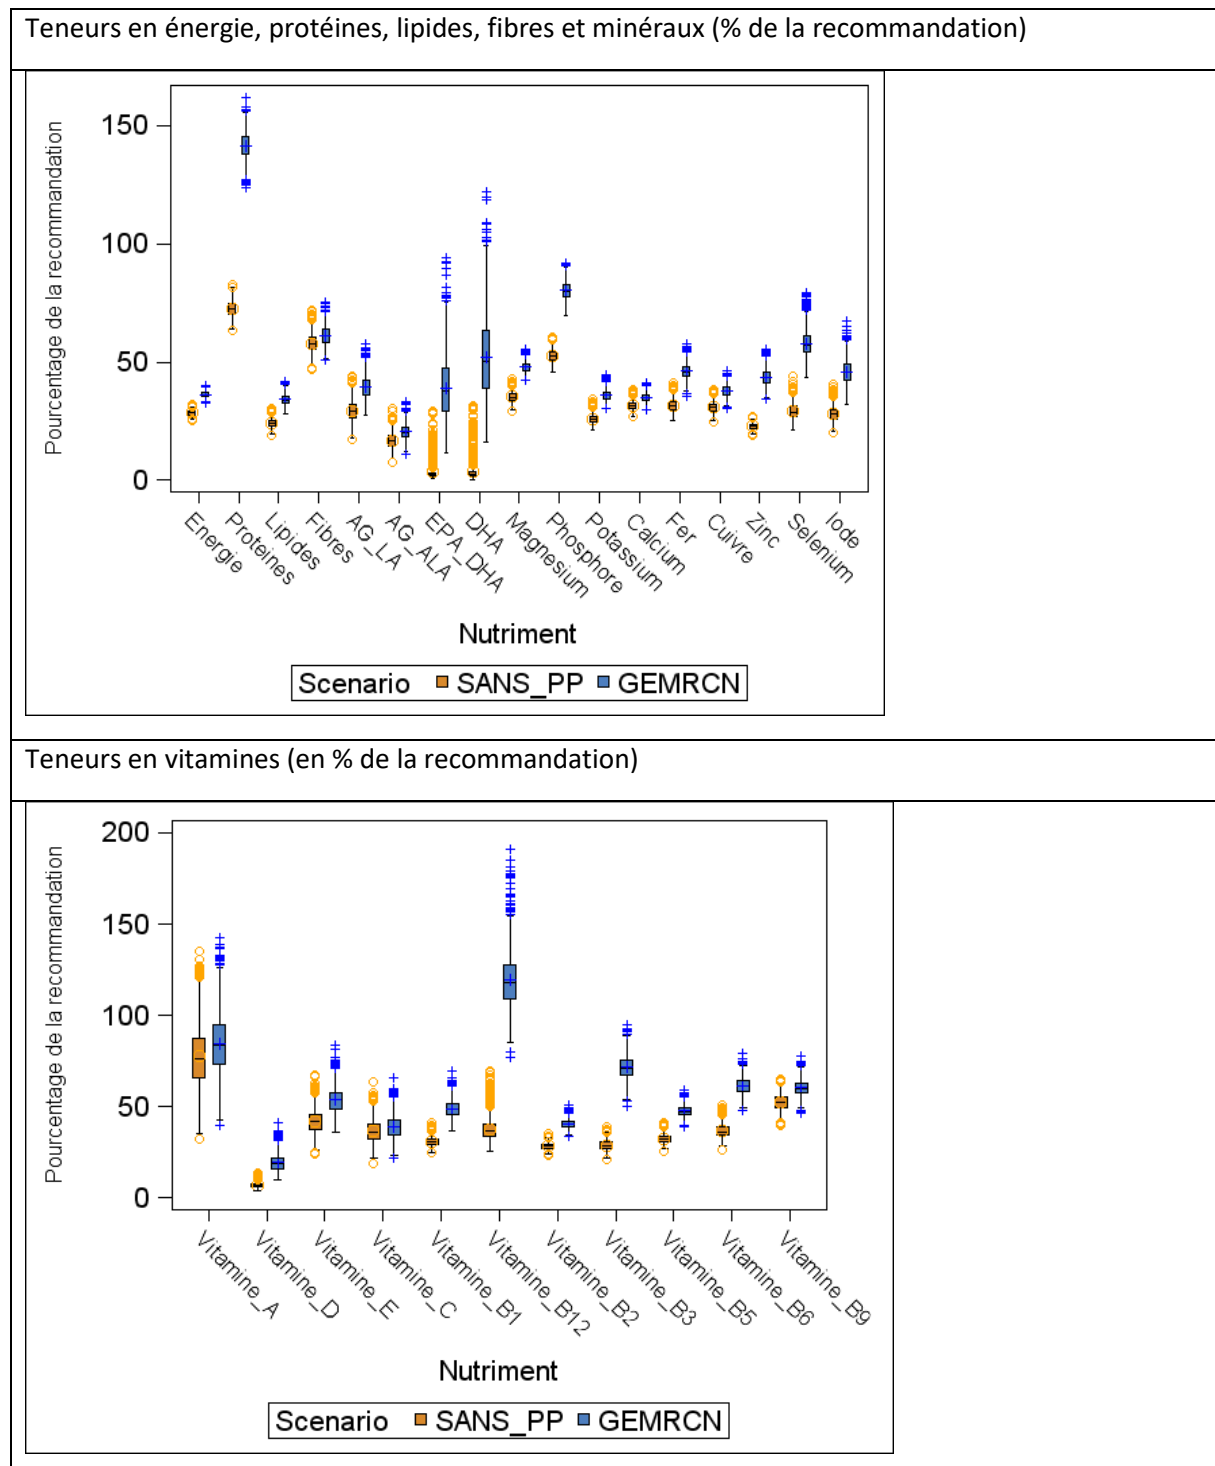 Teneurs en énergie, protéines, lipides, fibres et minéraux (% de la recommandation)
Pourcentage de la recommandation
150
100
50
0
Energie
Proteines
Lipides
Fibres
AG_LA
AG_ALA
EPA_DHA
DHA
Magnesium
Phosphore
Potassium
Calcium
Fer
Cuivre
Zinc
Selenium
Iode
Nutriment
Scenario SANS_PP GEMRCN
Teneurs en vitamines (en % de la recommandation)
Pourcentage de la recommandation
200
150
100
50
0
Vitamine_A
Vitamine_D
Vitamine_E
Vitamine_C
Vitamine_B1
Vitamine_B12
Vitamine_B2
Vitamine_B3
Vitamine_B5
Vitamine_B6
Vitamine_B9
Nutriment
Scenario SANS_PP GEMRCN